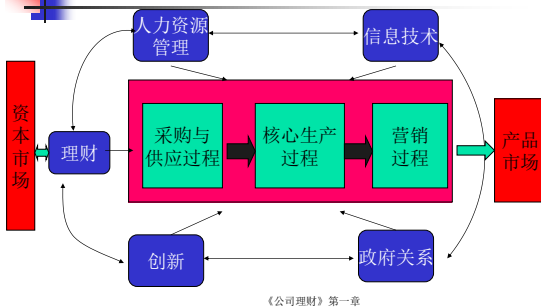 人力资源
管理
信息技术
资
本
市
场
理财
采购与
供应过程
核心生产
过程
营销
过程
产品
市场
创新
政府关系
《公司理财》第一章